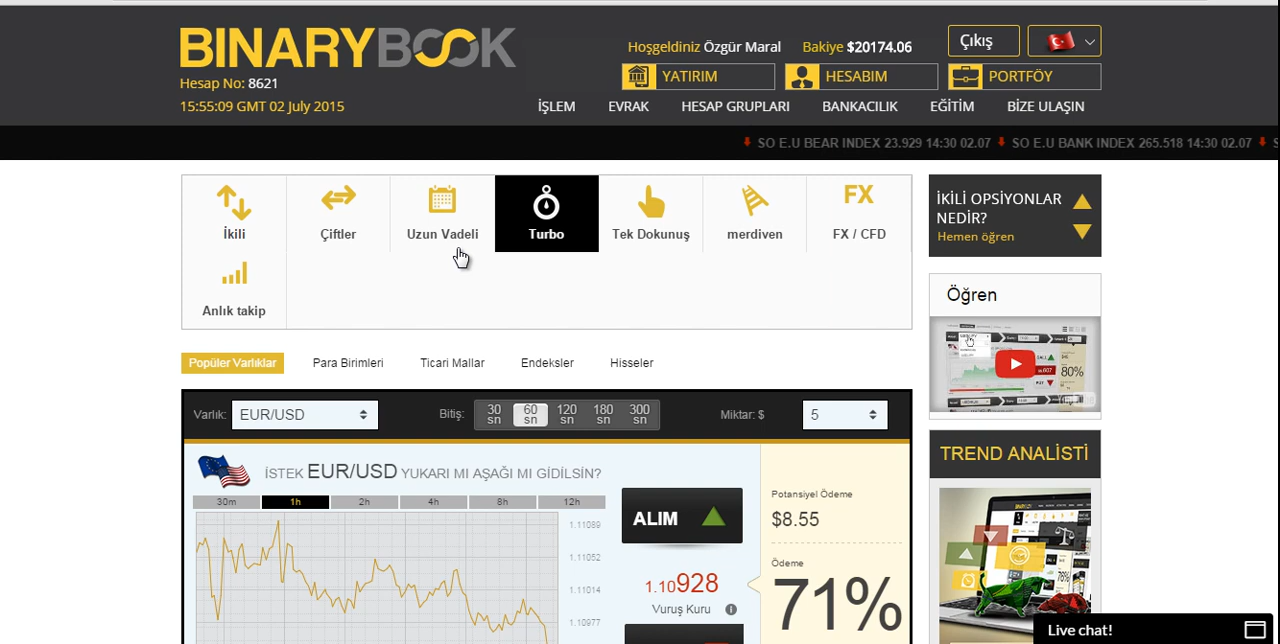 BINARYBOOK
Hoşgeldiniz Özgür Maral Bakiye $20174.06 Çıkış
Hesap No: 8621
YATIRIM HESABIM PORTFÖY
15:55:09 GMT 02 July 2015
İŞLEM EVRAK HESAP GRUPLARI BANKACILIK EĞİTİM BİZE ULAŞIN
SO E.U BEAR INDEX 23.929 14:30 02.07 SO E.U BANK INDEX 265.518 14:30 02.07 S
İkili Çiftler Uzun Vadeli Turbo Tek Dokunuş merdiven FX FX / CFD
Anlık takip
İKİLİ OPSİYONLAR
NEDİR?
Hemen öğren
Öğren
Popüler Varlıklar Para Birimleri Ticari Mallar Endeksler Hisseler
Varlık: EUR/USD Bitiş: 30 sn 60 sn 120 sn 180 sn 300 sn Miktar: $ 5
İSTEK EUR/USD YUKARI MI AŞAĞI MI GİDİLSİN?
30m 1h 2h 4h 8h 12h
1.11089
1.11052
1.11014
1.10977
ALIM
1.10928
Vuruş Kuru
Potansiyel Ödeme
$8.55
Ödeme
71%
80%
TREND ANALİSTİ
Live chat!